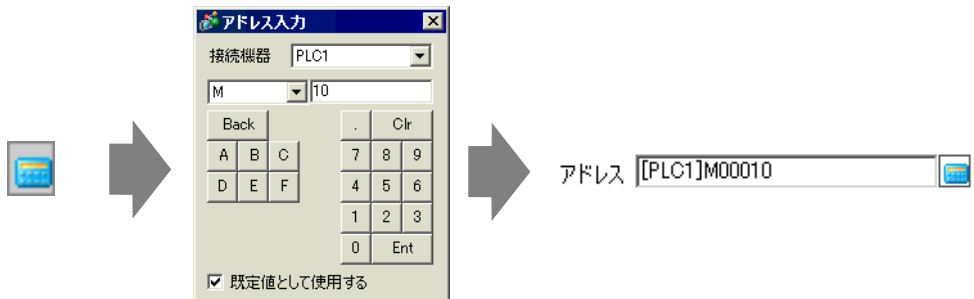 アドレス入力
接続機器 PLC1
M 10
Back . Clr
A B C 7 8 9
D E F 4 5 6
1 2 3
0 Ent
既定値として使用する
アドレス [PLC1]M00010